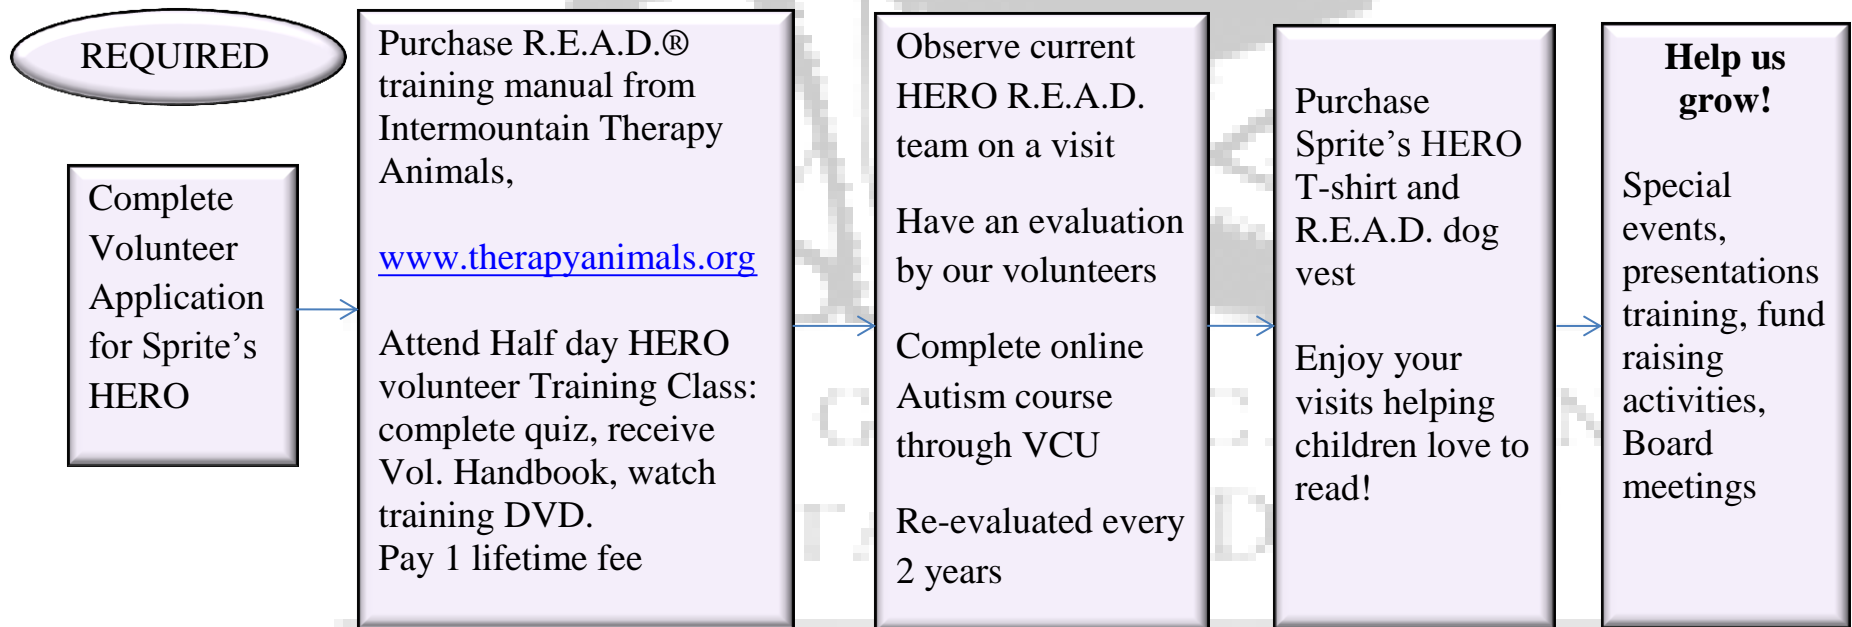 REQUIRED
Complete
Volunteer
Application
for Sprite’s
HERO
Purchase R.E.A.D.®
training manual from
Intermountain Therapy
Animals,
www.therapyanimals.org
Attend Half day HERO
volunteer Training Class:
complete quiz, receive
Vol. Handbook, watch
training DVD.
Pay 1 lifetime fee
Observe current
HERO R.E.A.D.
team on a visit
Have an evaluation
by our volunteers
Complete online
Autism course
through VCU
Re-evaluated every
2 years
Purchase
Sprite’s HERO
T-shirt and
R.E.A.D. dog
vest
Enjoy your
visits helping
children love to
read!
Help us
grow!
Special
events,
presentations
training, fund
raising
activities,
Board
meetings